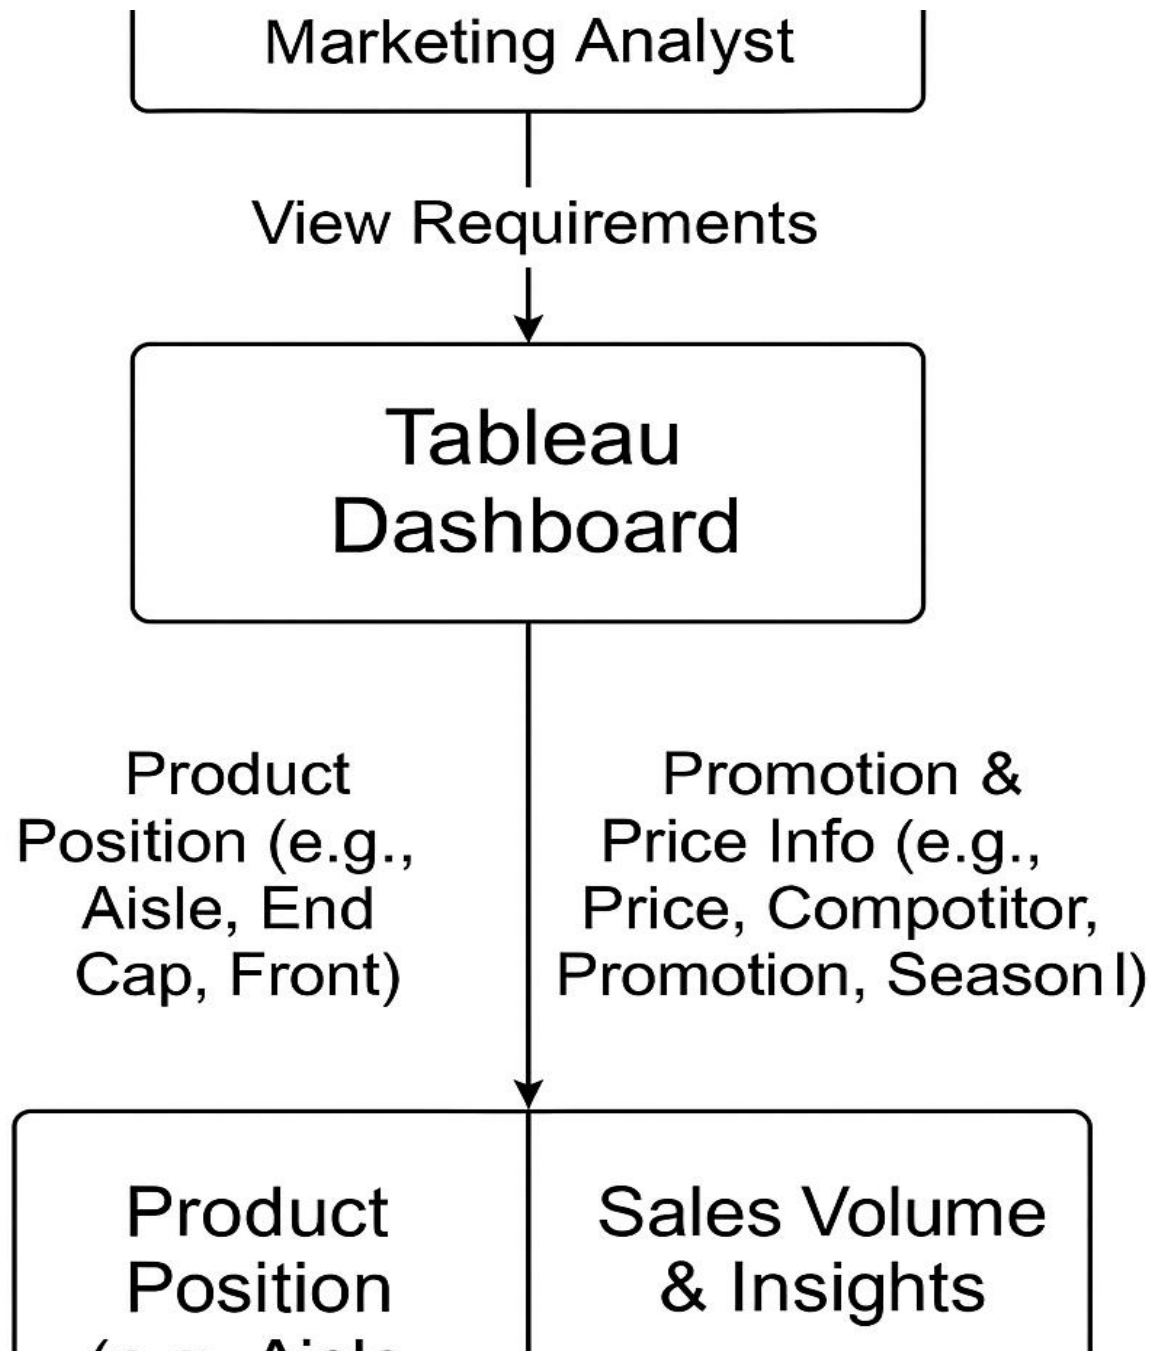 Marketing Analyst
View Requirements
Tableau
Dashboard
Product
Position (e.g.,
Aisle, End
Cap, Front)
Promotion &
Price Info (e.g.,
Price, Compotitor,
Promotion, Season l)
Product
Position
(e.g., Aisle
Sales Volume
& Insights